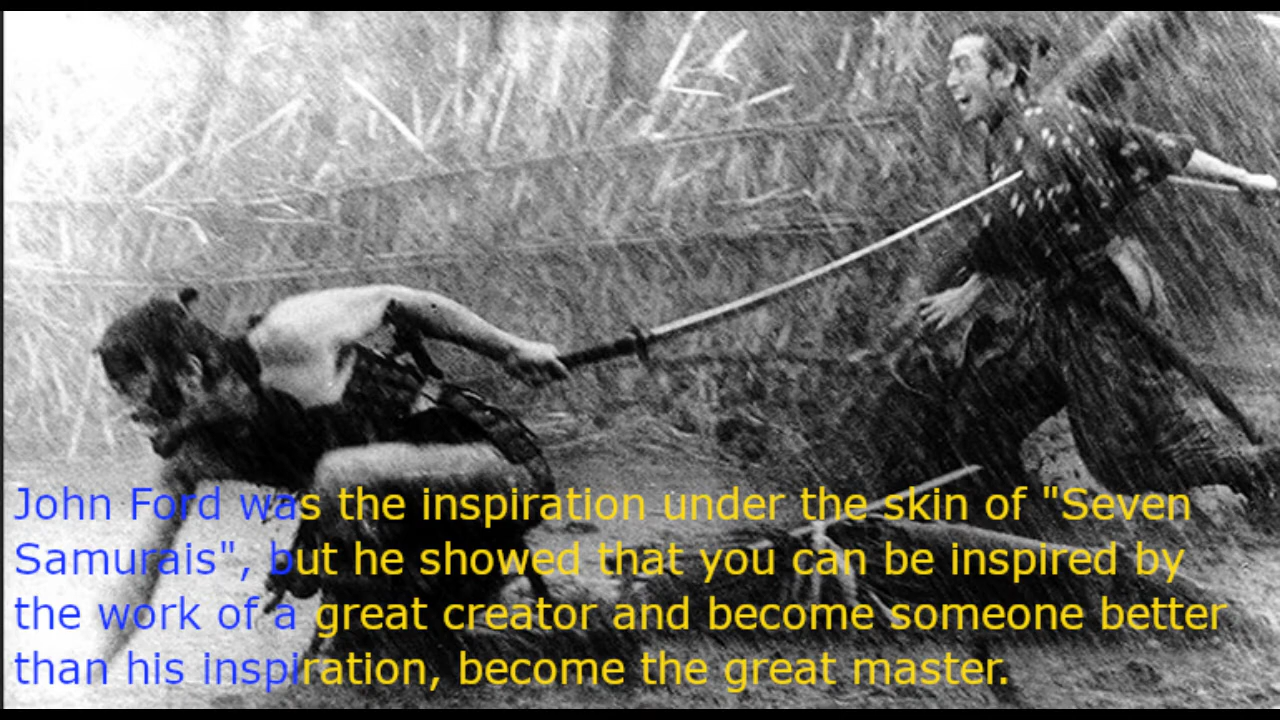 John Ford was the inspiration under the skin of "Seven
Samurais", but he showed that you can be inspired by
the work of a great creator and become someone better
than his inspiration, become the great master.